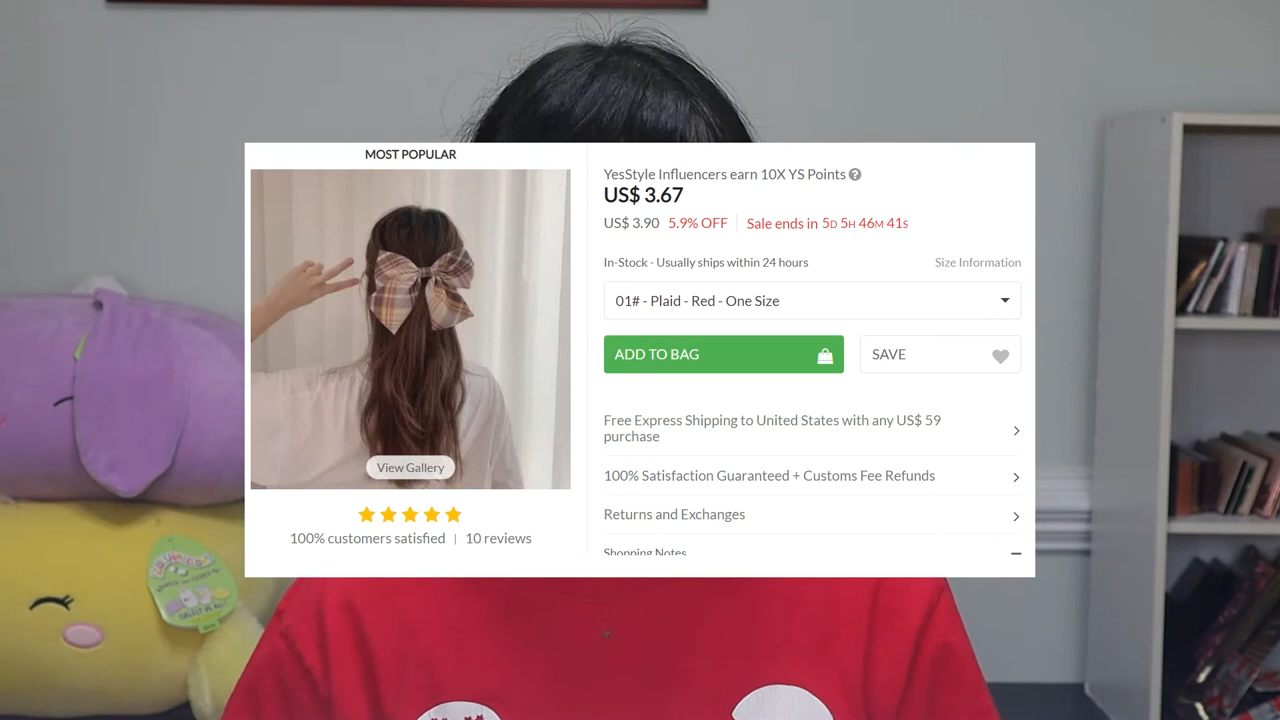 MOST POPULAR
View Gallery
100% customers satisfied | 10 reviews
YesStyle Influencers earn 10X YS Points
US$ 3.67
US$ 3.90 5.9% OFF | Sale ends in 5D 5H 46M 41S
In-Stock - Usually ships within 24 hours Size Information
01# - Plaid - Red - One Size
ADD TO BAG SAVE
Free Express Shipping to United States with any US$ 59
purchase
100% Satisfaction Guaranteed + Customs Fee Refunds
Returns and Exchanges
Shopping Notes